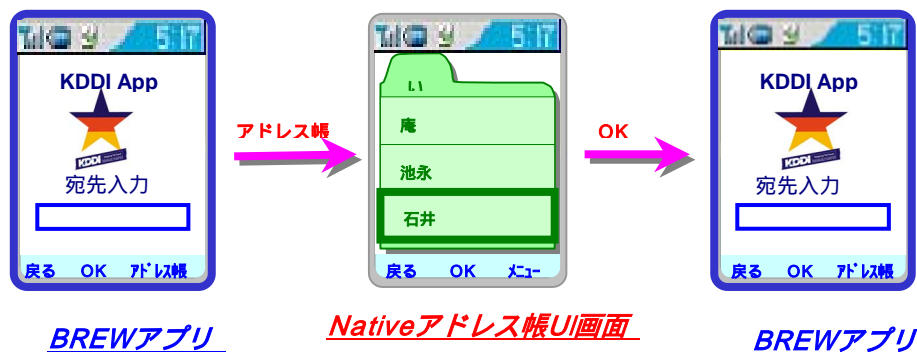 5:17
KDDI App
KDDI
宛先入力
戻る OK ｱﾄﾞﾚｽ帳
BREWアプリ
アドレス帳
5:17
い
庵
池永
石井
戻る OK ﾒﾆｭｰ
Nativeアドレス帳UI画面
OK
5:17
KDDI App
KDDI
宛先入力
戻る OK ｱﾄﾞﾚｽ帳
BREWアプリ